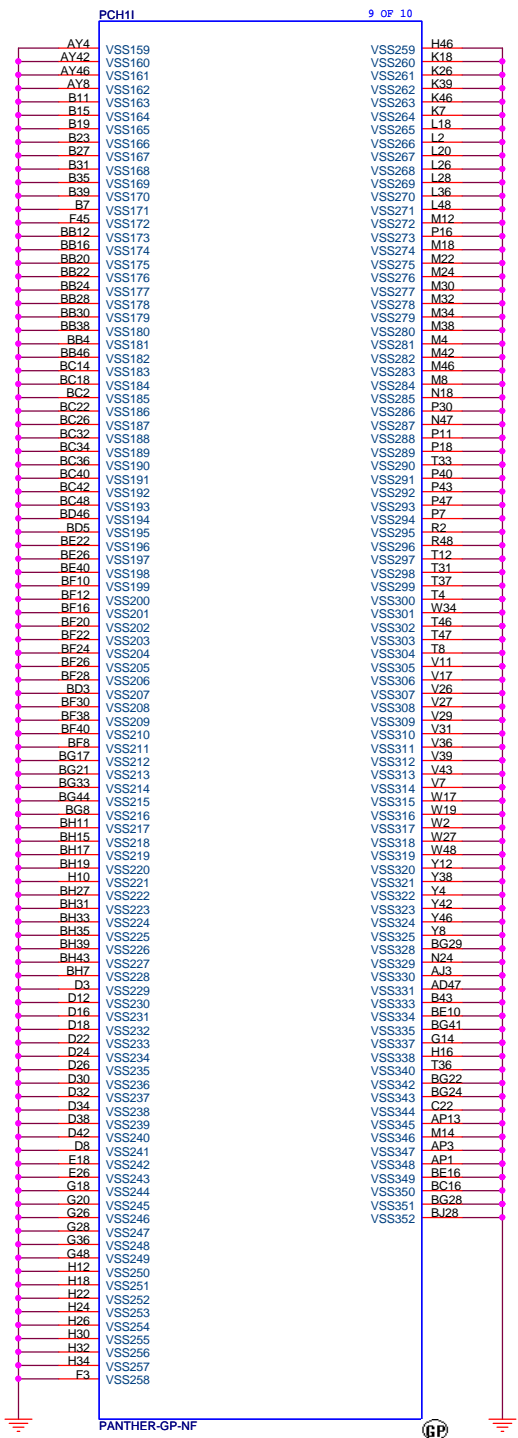 PCH1I 9 OF 10
AY4 VSS159 VSS259 H46
AY42 VSS160 VSS260 K18
AY46 VSS161 VSS261 K26
AY8 VSS162 VSS262 K39
B11 VSS163 VSS263 K46
B15 VSS164 VSS264 K7
B19 VSS165 VSS265 L18
B23 VSS166 VSS266 L2
B27 VSS167 VSS267 L20
B31 VSS168 VSS268 L26
B35 VSS169 VSS269 L28
B39 VSS170 VSS270 L36
B7 VSS171 VSS271 L48
F45 VSS172 VSS272 M12
BB12 VSS173 VSS273 P16
BB16 VSS174 VSS274 M18
BB20 VSS175 VSS275 M22
BB22 VSS176 VSS276 M24
BB24 VSS177 VSS277 M30
BB28 VSS178 VSS278 M32
BB30 VSS179 VSS279 M34
BB38 VSS180 VSS280 M38
BB4 VSS181 VSS281 M4
BB46 VSS182 VSS282 M42
BC14 VSS183 VSS283 M46
BC18 VSS184 VSS284 M8
BC2 VSS185 VSS285 N18
BC22 VSS186 VSS286 P30
BC26 VSS187 VSS287 N47
BC32 VSS188 VSS288 P11
BC34 VSS189 VSS289 P18
BC36 VSS190 VSS290 T33
BC40 VSS191 VSS291 P40
BC42 VSS192 VSS292 P43
BC48 VSS193 VSS293 P47
BD46 VSS194 VSS294 P7
BD5 VSS195 VSS295 R2
BE22 VSS196 VSS296 R48
BE26 VSS197 VSS297 T12
BE40 VSS198 VSS298 T31
BF10 VSS199 VSS299 T37
BF12 VSS200 VSS300 T4
BF16 VSS201 VSS301 W34
BF20 VSS202 VSS302 T46
BF22 VSS203 VSS303 T47
BF24 VSS204 VSS304 T8
BF26 VSS205 VSS305 V11
BF28 VSS206 VSS306 V17
BD3 VSS207 VSS307 V26
BF30 VSS208 VSS308 V27
BF38 VSS209 VSS309 V29
BF40 VSS210 VSS310 V31
BF8 VSS211 VSS311 V36
BG17 VSS212 VSS312 V39
BG21 VSS213 VSS313 V43
BG33 VSS214 VSS314 V7
BG44 VSS215 VSS315 W17
BG8 VSS216 VSS316 W19
BH11 VSS217 VSS317 W2
BH15 VSS218 VSS318 W27
BH17 VSS219 VSS319 W48
BH19 VSS220 VSS320 Y12
H10 VSS221 VSS321 Y38
BH27 VSS222 VSS322 Y4
BH31 VSS223 VSS323 Y42
BH33 VSS224 VSS324 Y46
BH35 VSS225 VSS325 Y8
BH39 VSS226 VSS328 BG29
BH43 VSS227 VSS329 N24
BH7 VSS228 VSS330 AJ3
D3 VSS229 VSS331 AD47
D12 VSS230 VSS333 B43
D16 VSS231 VSS334 BE10
D18 VSS232 VSS335 BG41
D22 VSS233 VSS337 G14
D24 VSS234 VSS338 H16
D26 VSS235 VSS340 T36
D30 VSS236 VSS342 BG22
D32 VSS237 VSS343 BG24
D34 VSS238 VSS344 C22
D38 VSS239 VSS345 AP13
D42 VSS240 VSS346 M14
D8 VSS241 VSS347 AP3
E18 VSS242 VSS348 AP1
E26 VSS243 VSS349 BE16
G18 VSS244 VSS350 BC16
G20 VSS245 VSS351 BG28
G26 VSS246 VSS352 BJ28
G28 VSS247
G36 VSS248
G48 VSS249
H12 VSS250
H18 VSS251
H22 VSS252
H24 VSS253
H26 VSS254
H30 VSS255
H32 VSS256
H34 VSS257
F3 VSS258
PANTHER-GP-NF GP